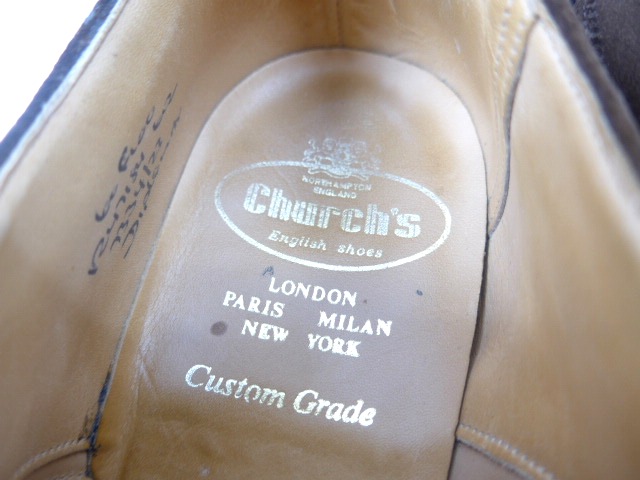 NORTHAMPTON
ENGLAND
Church's
English shoes
LONDON
PARIS MILAN
NEW YORK
Custom Grade